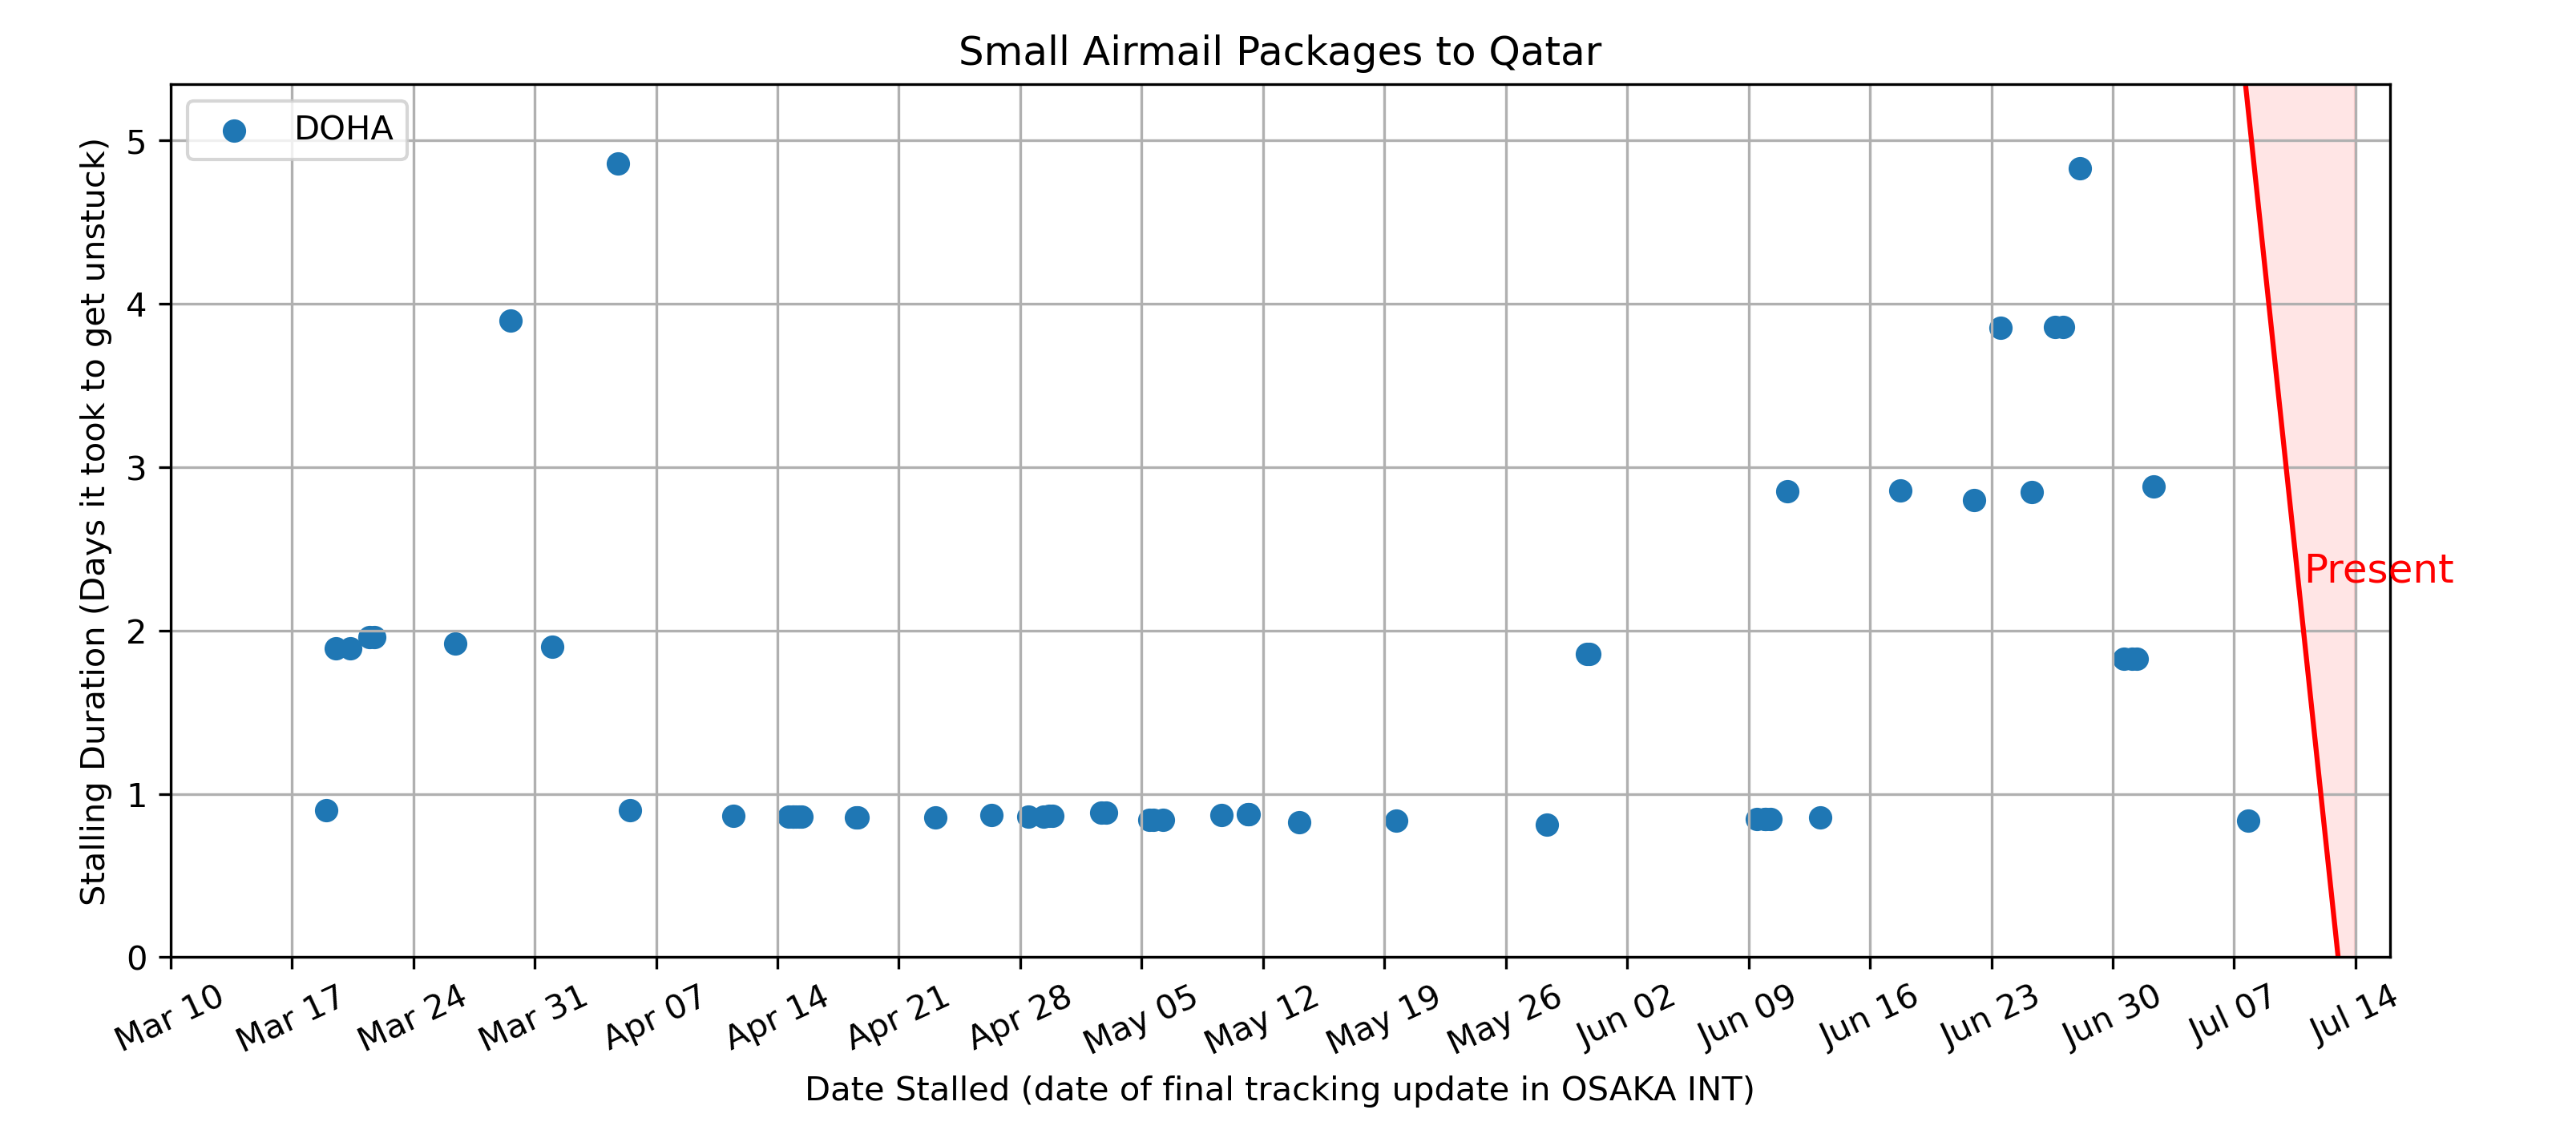 Small Airmail Packages to Qatar
DOHA
Stalling Duration (Days it took to get unstuck)
5
4
3
2
1
0
Present
Mar 10
Mar 17
Mar 24
Mar 31
Apr 07
Apr 14
Apr 21
Apr 28
May 05
May 12
May 19
May 26
Jun 02
Jun 09
Jun 16
Jun 23
Jun 30
Jul 07
Jul 14
Date Stalled (date of final tracking update in OSAKA INT)